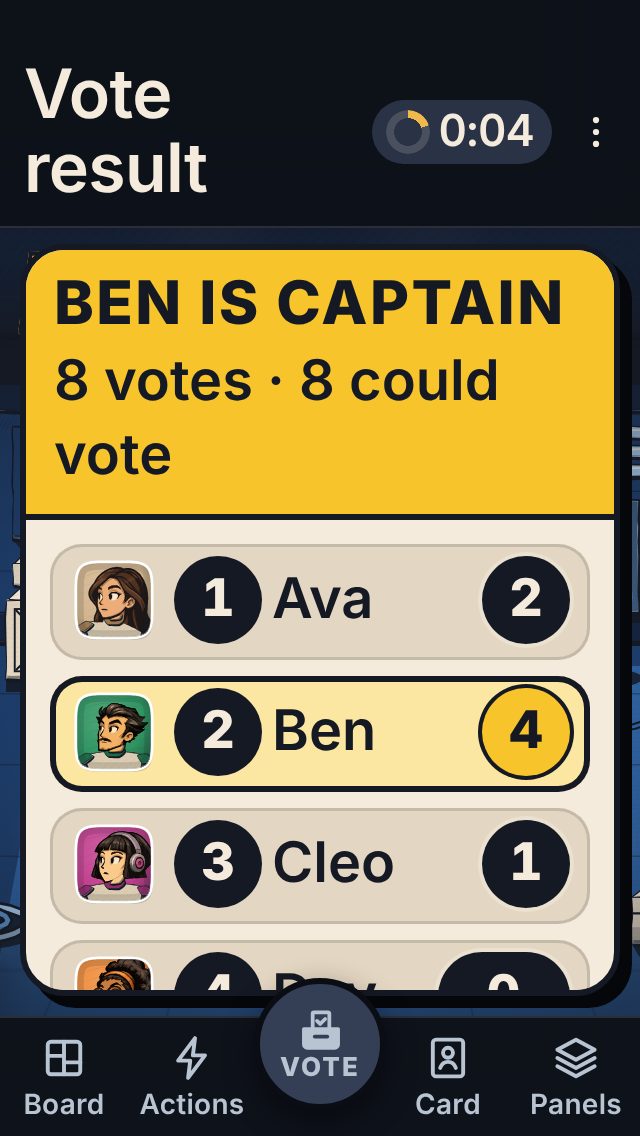 Vote
result
0:04
BEN IS CAPTAIN
8 votes · 8 could
vote
1 Ava 2
2 Ben 4
3 Cleo 1
VOTE
Board Actions Card Panels